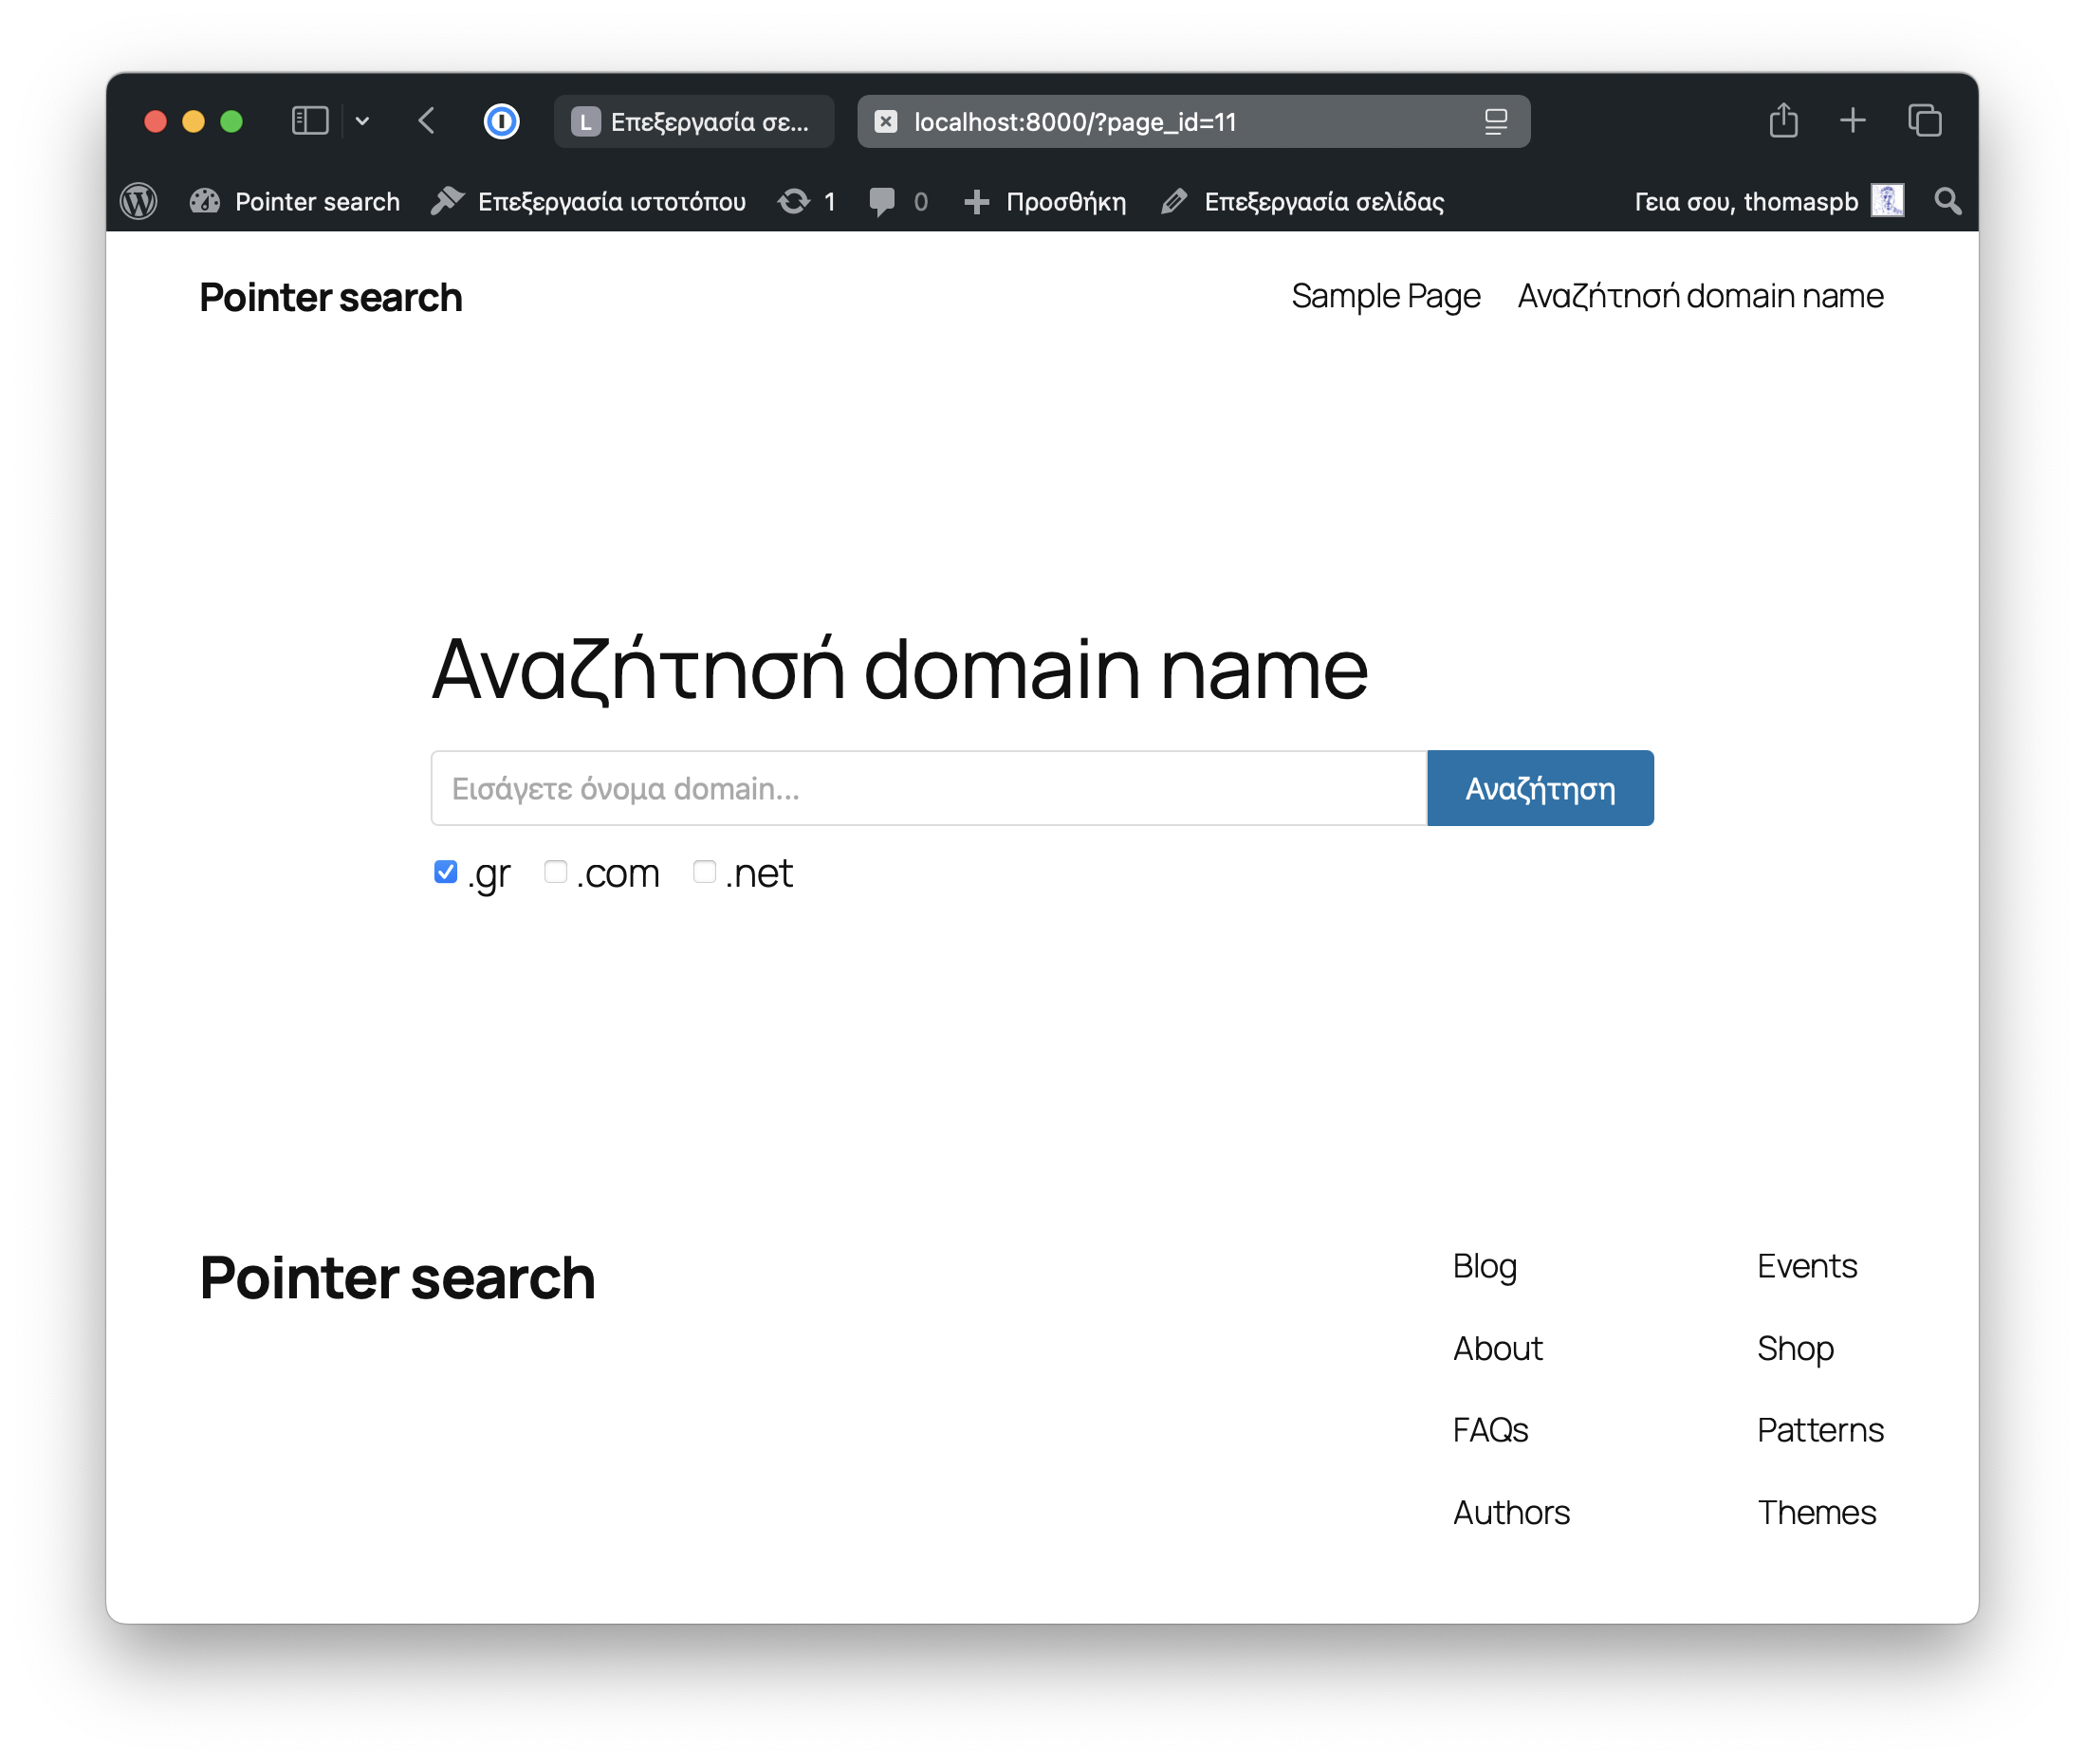 L Επεξεργασία σε...
localhost:8000/?page_id=11
Pointer search Επεξεργασία ιστοτόπου 1 0 Προσθήκη Επεξεργασία σελίδας Γεια σου, thomaspb
Pointer search Sample Page Αναζήτησή domain name
Αναζήτησή domain name
Εισάγετε όνομα domain... Αναζήτηση
.gr .com .net
Pointer search
Blog Events
About Shop
FAQs Patterns
Authors Themes